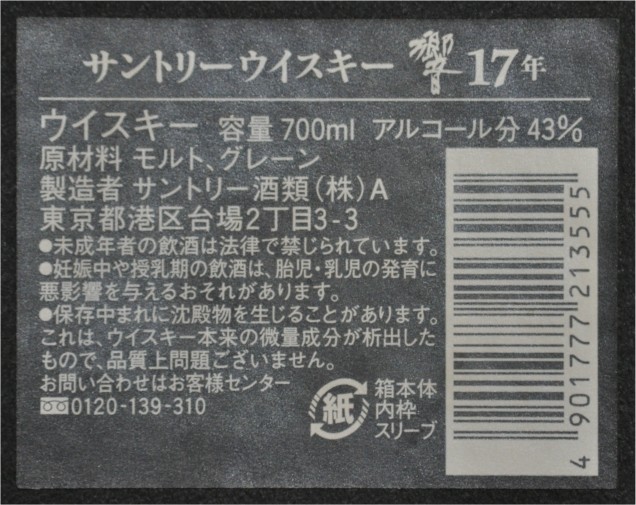 サントリーウイスキー 響 17年
ウイスキー 容量 700ml アルコール分 43%
原材料 モルト、グレーン
製造者 サントリー酒類(株)A
東京都港区台場2丁目3-3
●未成年者の飲酒は法律で禁じられています。
●妊娠中や授乳期の飲酒は、胎児・乳児の発育に
悪影響を与えるおそれがあります。
●保存中まれに沈殿物を生じることがあります。
これは、ウイスキー本来の微量成分が析出した
もので、品質上問題ございません。
お問い合わせはお客様センター
0120-139-310
紙
箱本体
内枠
スリーブ
4 901777 213555